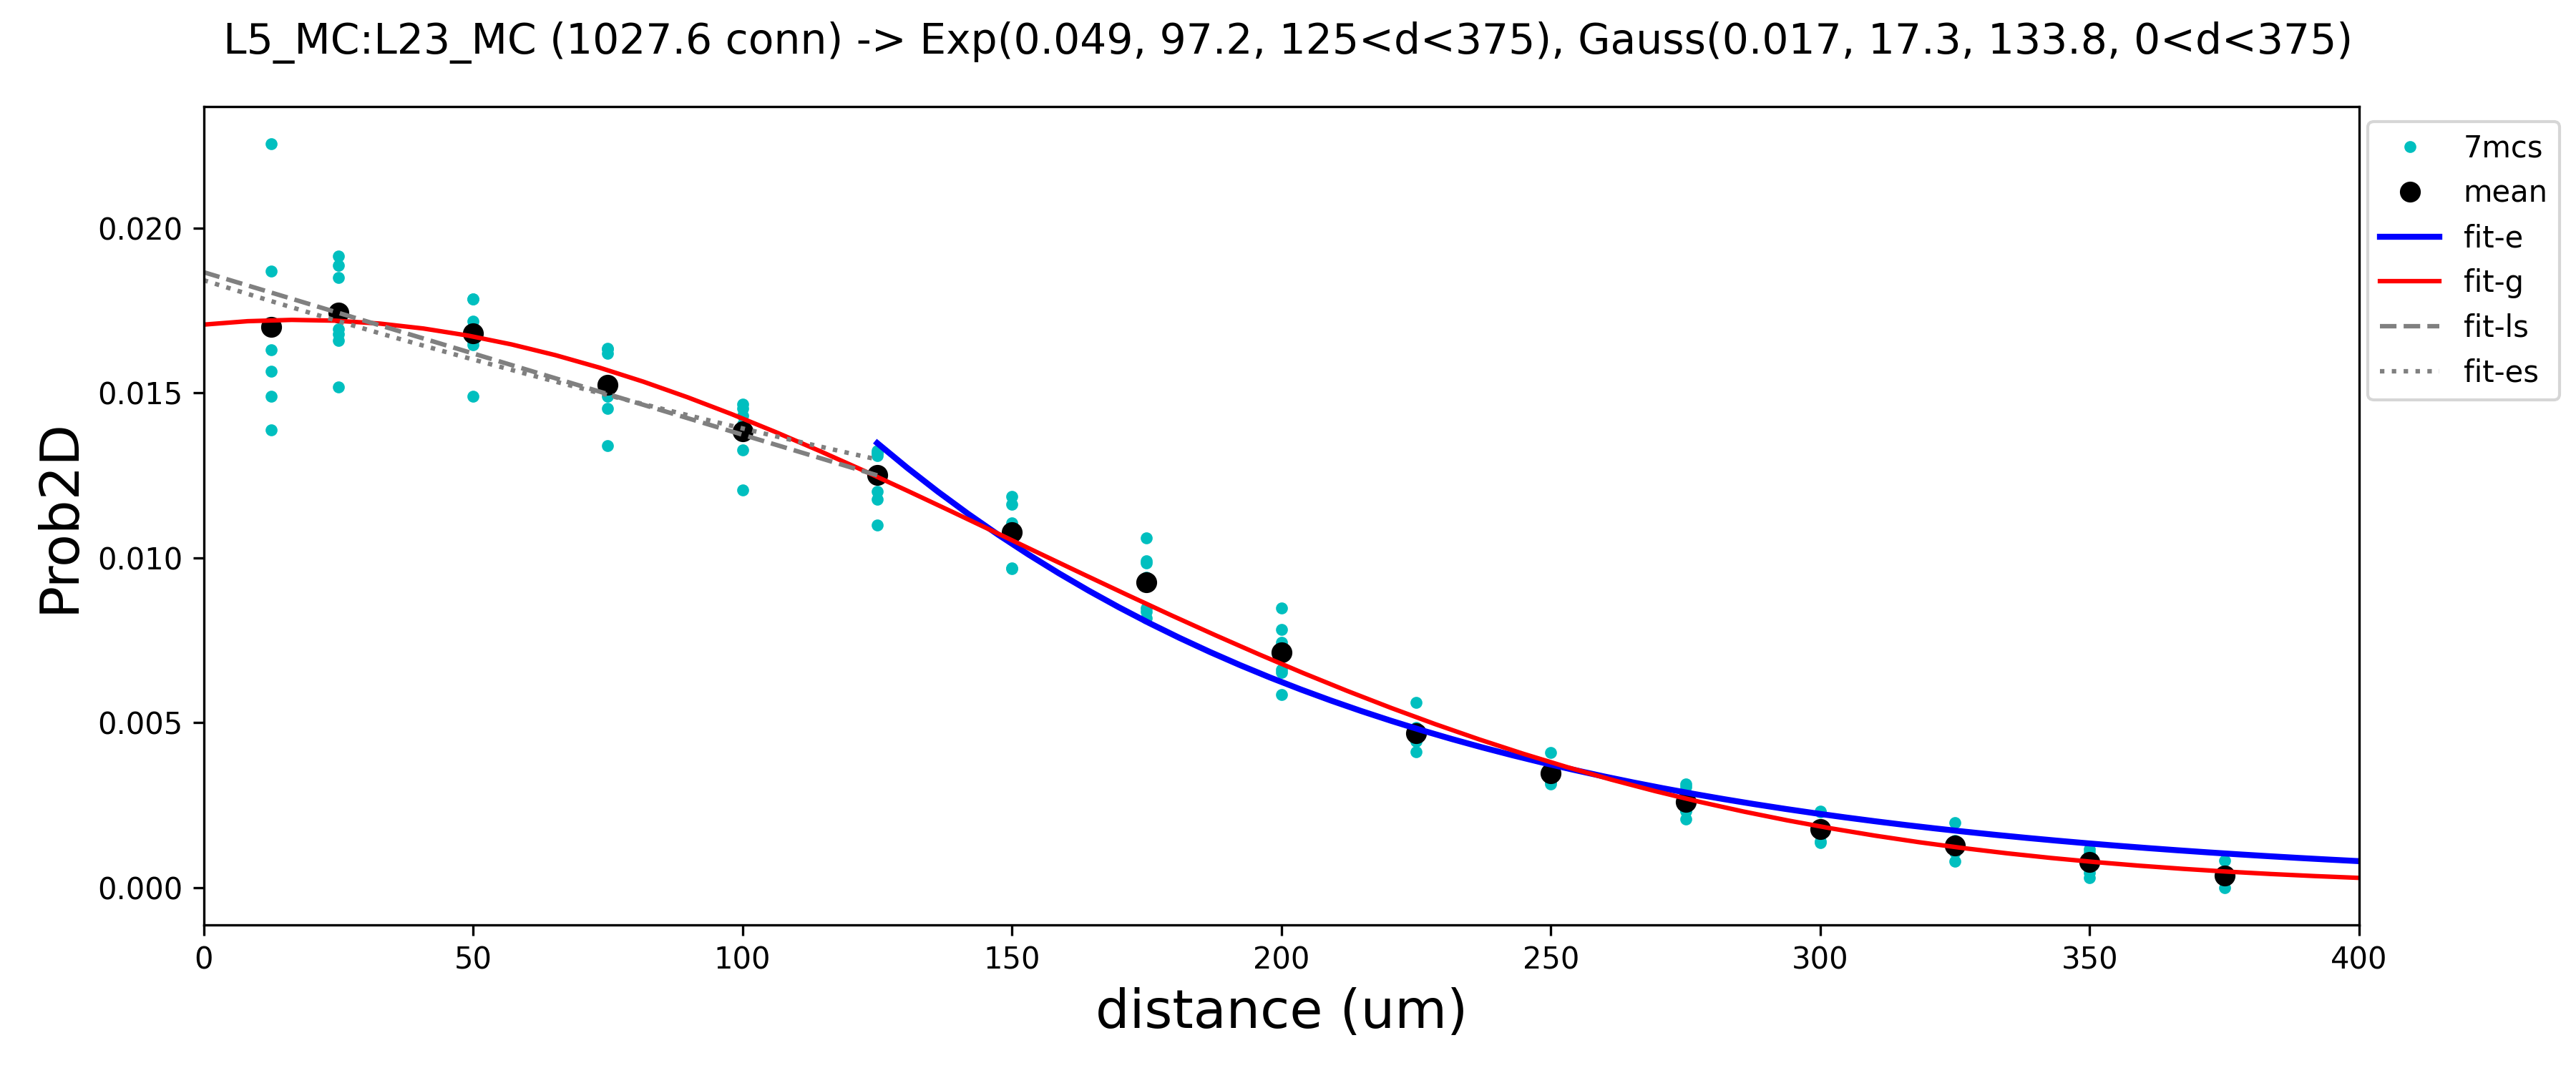 L5_MC:L23_MC (1027.6 conn) -> Exp(0.049, 97.2, 125<d<375), Gauss(0.017, 17.3, 133.8, 0<d<375)
7mcs
mean
fit-e
fit-g
fit-ls
fit-es
Prob2D
0.020
0.015
0.010
0.005
0.000
0 50 100 150 200 250 300 350 400
distance (um)